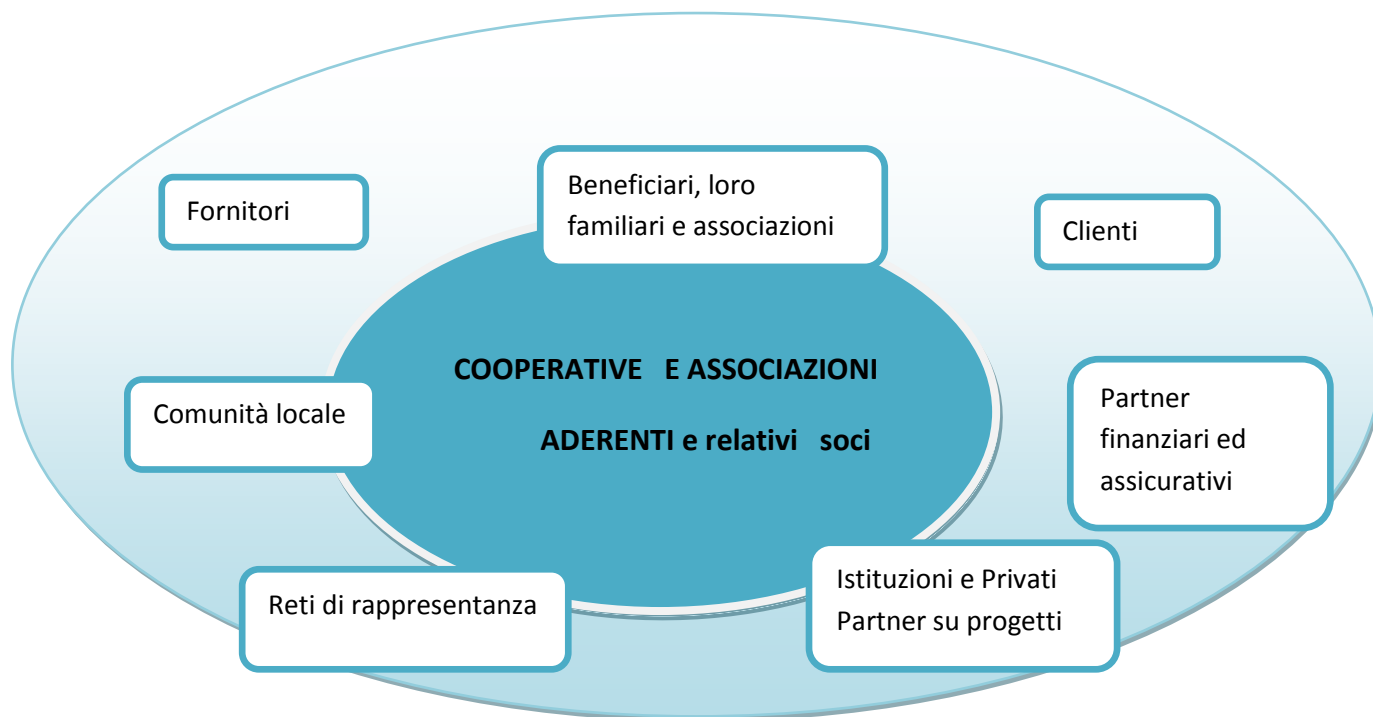 Beneficiari, loro
familiari e associazioni
Fornitori
Clienti
COOPERATIVE E ASSOCIAZIONI
ADERENTI e relativi soci
Comunità locale
Partner
finanziari ed
assicurativi
Reti di rappresentanza
Istituzioni e Privati
Partner su progetti